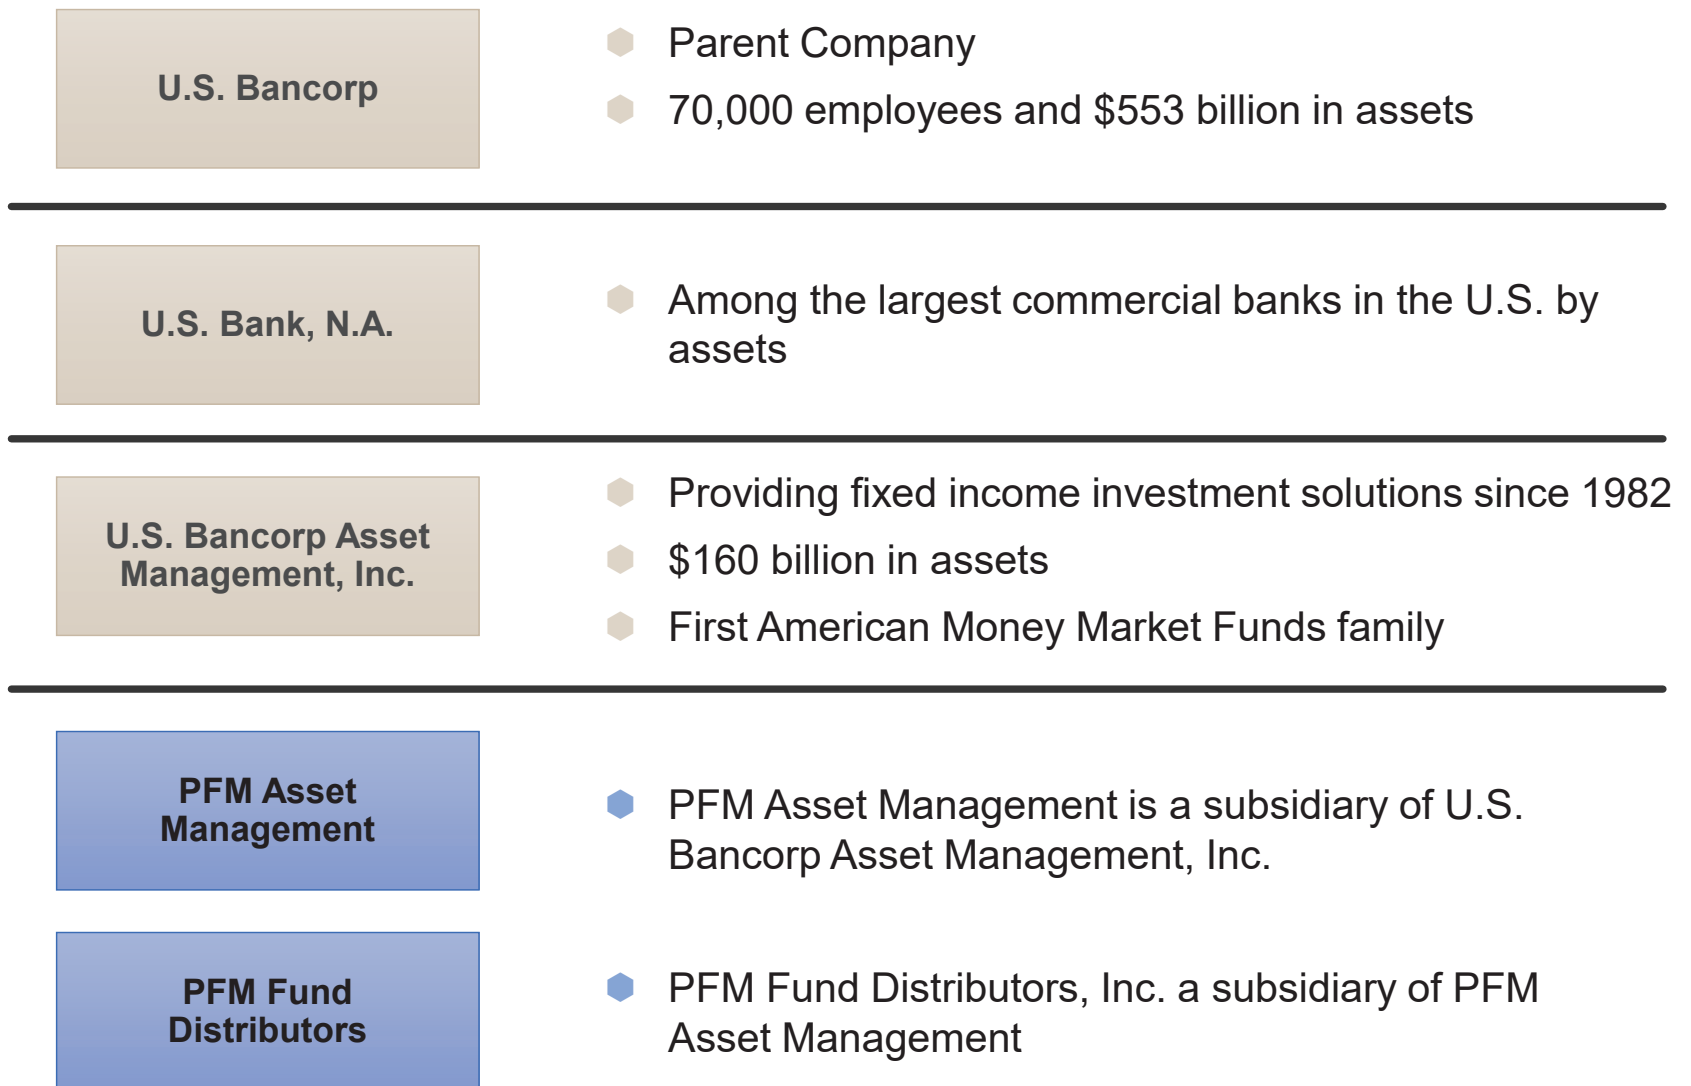 U.S. Bancorp
Parent Company
70,000 employees and $553 billion in assets
U.S. Bank, N.A.
Among the largest commercial banks in the U.S. by
assets
U.S. Bancorp Asset
Management, Inc.
Providing fixed income investment solutions since 1982
$160 billion in assets
First American Money Market Funds family
PFM Asset
Management
PFM Asset Management is a subsidiary of U.S.
Bancorp Asset Management, Inc.
PFM Fund
Distributors
PFM Fund Distributors, Inc. a subsidiary of PFM
Asset Management